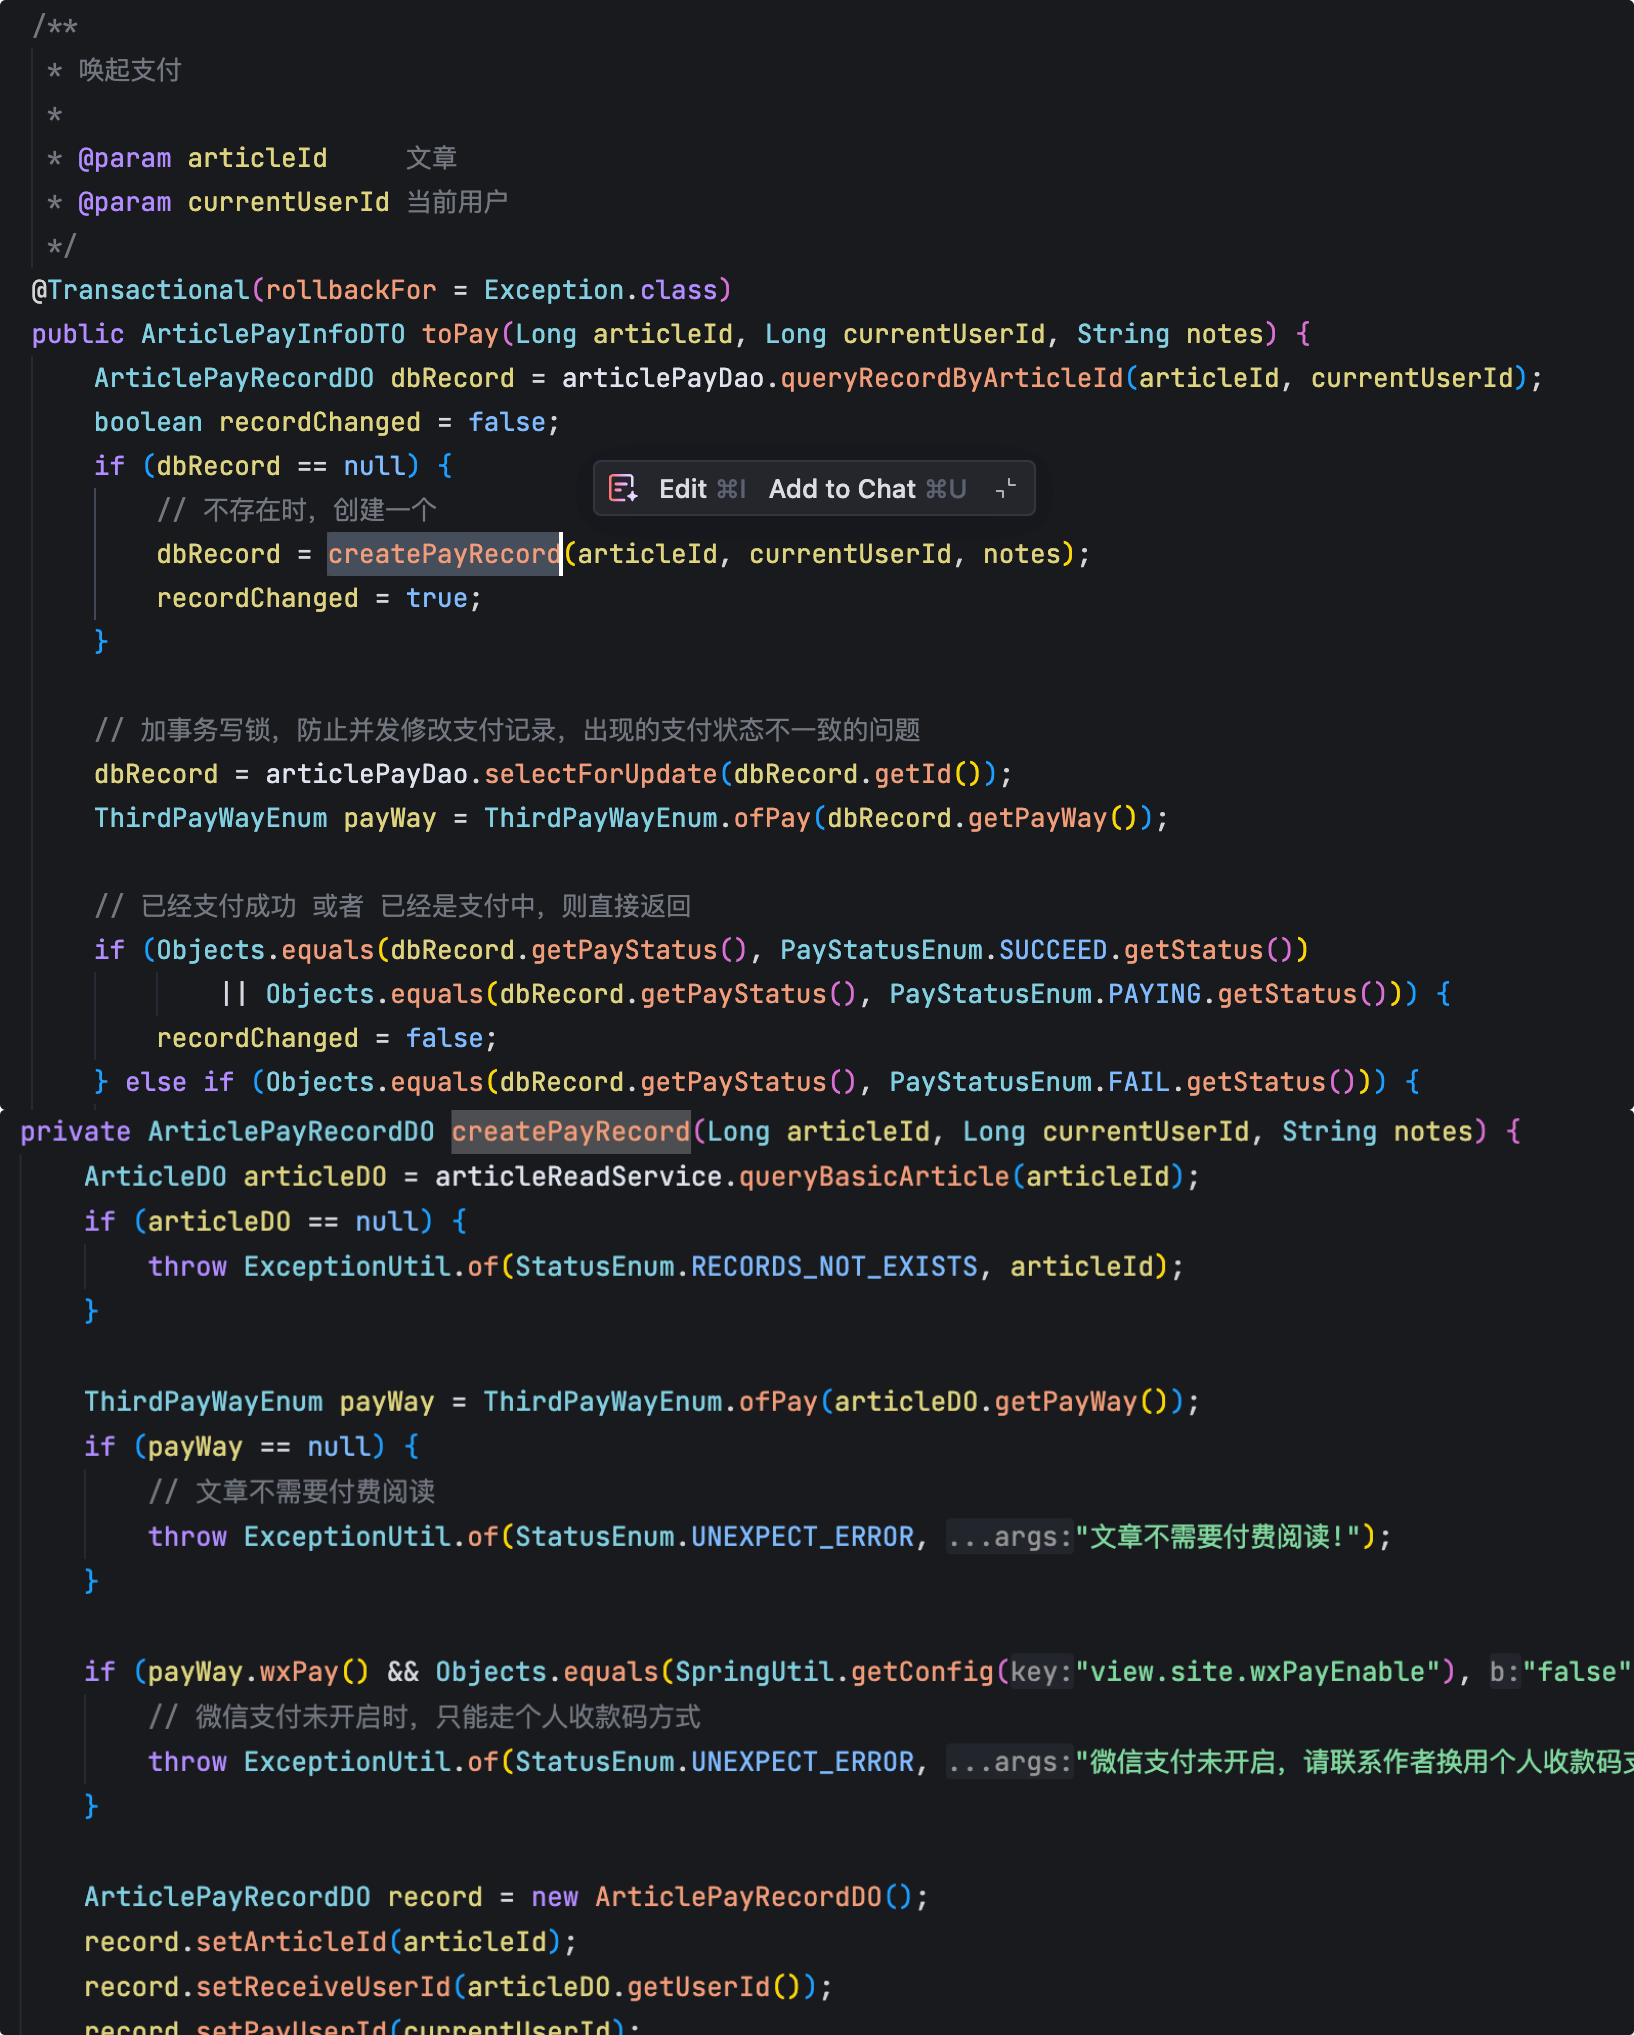 /**
 * 唤起支付
 *
 * @param articleId     文章
 * @param currentUserId 当前用户
 */
@Transactional(rollbackFor = Exception.class)
public ArticlePayInfoDTO toPay(Long articleId, Long currentUserId, String notes) {
    ArticlePayRecordDO dbRecord = articlePayDao.queryRecordByArticleId(articleId, currentUserId);
    boolean recordChanged = false;
    if (dbRecord == null) {
Edit ⌘I Add to Chat ⌘U
        // 不存在时，创建一个
        dbRecord = createPayRecord(articleId, currentUserId, notes);
        recordChanged = true;
    }
    // 加事务写锁，防止并发修改支付记录，出现的支付状态不一致的问题
    dbRecord = articlePayDao.selectForUpdate(dbRecord.getId());
    ThirdPayWayEnum payWay = ThirdPayWayEnum.ofPay(dbRecord.getPayWay());
    // 已经支付成功 或者 已经是支付中，则直接返回
    if (Objects.equals(dbRecord.getPayStatus(), PayStatusEnum.SUCCEED.getStatus())
            || Objects.equals(dbRecord.getPayStatus(), PayStatusEnum.PAYING.getStatus())) {
        recordChanged = false;
    } else if (Objects.equals(dbRecord.getPayStatus(), PayStatusEnum.FAIL.getStatus())) {
private ArticlePayRecordDO createPayRecord(Long articleId, Long currentUserId, String notes) {
    ArticleDO articleDO = articleReadService.queryBasicArticle(articleId);
    if (articleDO == null) {
        throw ExceptionUtil.of(StatusEnum.RECORDS_NOT_EXISTS, articleId);
    }
    ThirdPayWayEnum payWay = ThirdPayWayEnum.ofPay(articleDO.getPayWay());
    if (payWay == null) {
        // 文章不需要付费阅读
        throw ExceptionUtil.of(StatusEnum.UNEXPECT_ERROR, ...args:"文章不需要付费阅读!");
    }
    if (payWay.wxPay() && Objects.equals(SpringUtil.getConfig(key:"view.site.wxPayEnable"), b:"false"
        // 微信支付未开启时，只能走个人收款码方式
        throw ExceptionUtil.of(StatusEnum.UNEXPECT_ERROR, ...args:"微信支付未开启，请联系作者换用个人收款码支
    }
    ArticlePayRecordDO record = new ArticlePayRecordDO();
    record.setArticleId(articleId);
    record.setReceiveUserId(articleDO.getUserId());
    record.setPayUserId(currentUserId);